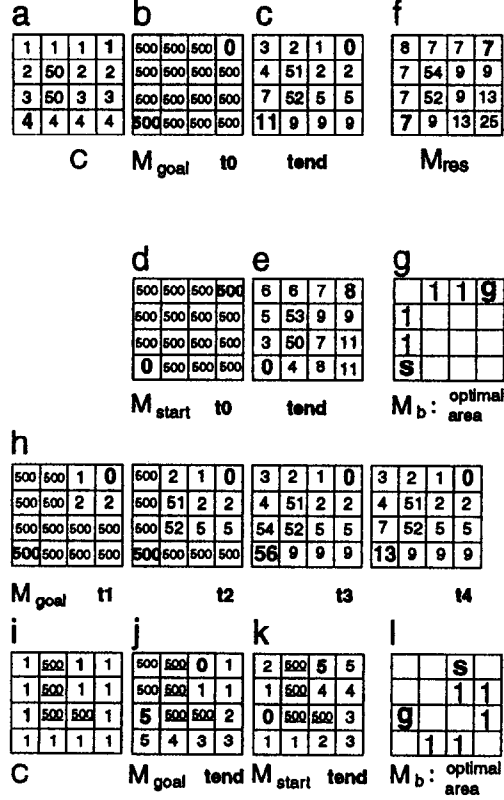 a b c f
1 1 1 1 500 500 500 0 3 2 1 0 8 7 7 7
2 50 2 2 500 500 500 500 4 51 2 2 7 54 9 9
3 50 3 3 500 500 500 500 7 52 5 5 7 52 9 13
4 4 4 4 500 500 500 500 11 9 9 9 7 9 13 25
C Mgoal t0 tend Mres
d e g
500 500 500 500 6 6 7 8 1 1 g
500 500 500 500 5 53 9 9 1
500 500 500 500 3 50 7 11 1
0 500 500 500 0 4 8 11 s
Mstart t0 tend Mb: optimal
area
h
500 500 1 0 500 2 1 0 3 2 1 0 3 2 1 0
500 500 2 2 500 51 2 2 4 51 2 2 4 51 2 2
500 500 500 500 500 52 5 5 54 52 5 5 7 52 5 5
500 500 500 500 500 500 500 500 56 9 9 9 13 9 9 9
Mgoal t1 t2 t3 t4
i j k l
1 500 1 1 500 500 0 1 2 500 5 5 s
1 500 1 1 500 500 1 1 1 500 4 4 1 1
1 500 500 1 5 500 500 2 0 500 500 3 g 1
1 1 1 1 5 4 3 3 1 1 2 3 1 1
C Mgoal tend Mstart tend Mb: optimal
area